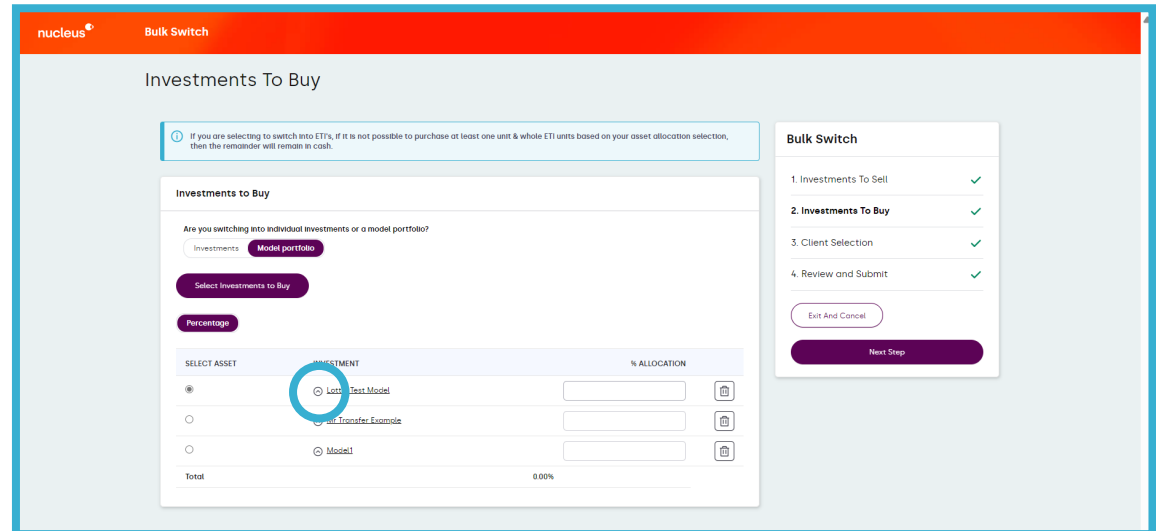 nucleus
Bulk Switch
Investments To Buy
If you are selecting to switch into ETI's, if it is not possible to purchase at least one unit & whole ETI units based on your asset allocation selection,
then the remainder will remain in cash.
Investments to Buy
Are you switching into individual investments or a model portfolio?
Investments Model portfolio
Select Investments to Buy
Percentage
SELECT ASSET INVESTMENT % ALLOCATION
Test Model
Mr Transfer Example
Model1
Total 0.00%
Bulk Switch
1. Investments To Sell
2. Investments To Buy
3. Client Selection
4. Review and Submit
Exit And Cancel
Next Step